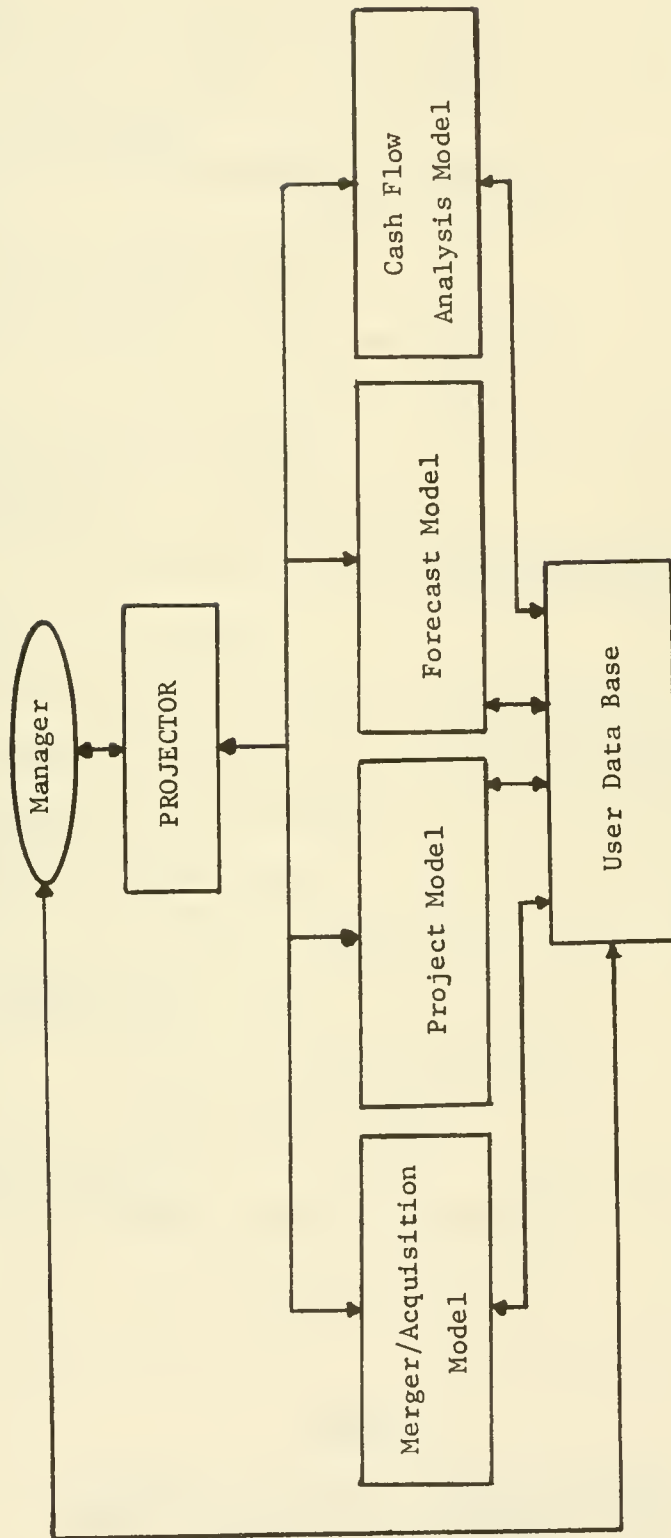 Manager
PROJECTOR
Merger/Acquisition
Model
Project Model
Forecast Model
Cash Flow
Analysis Model
User Data Base